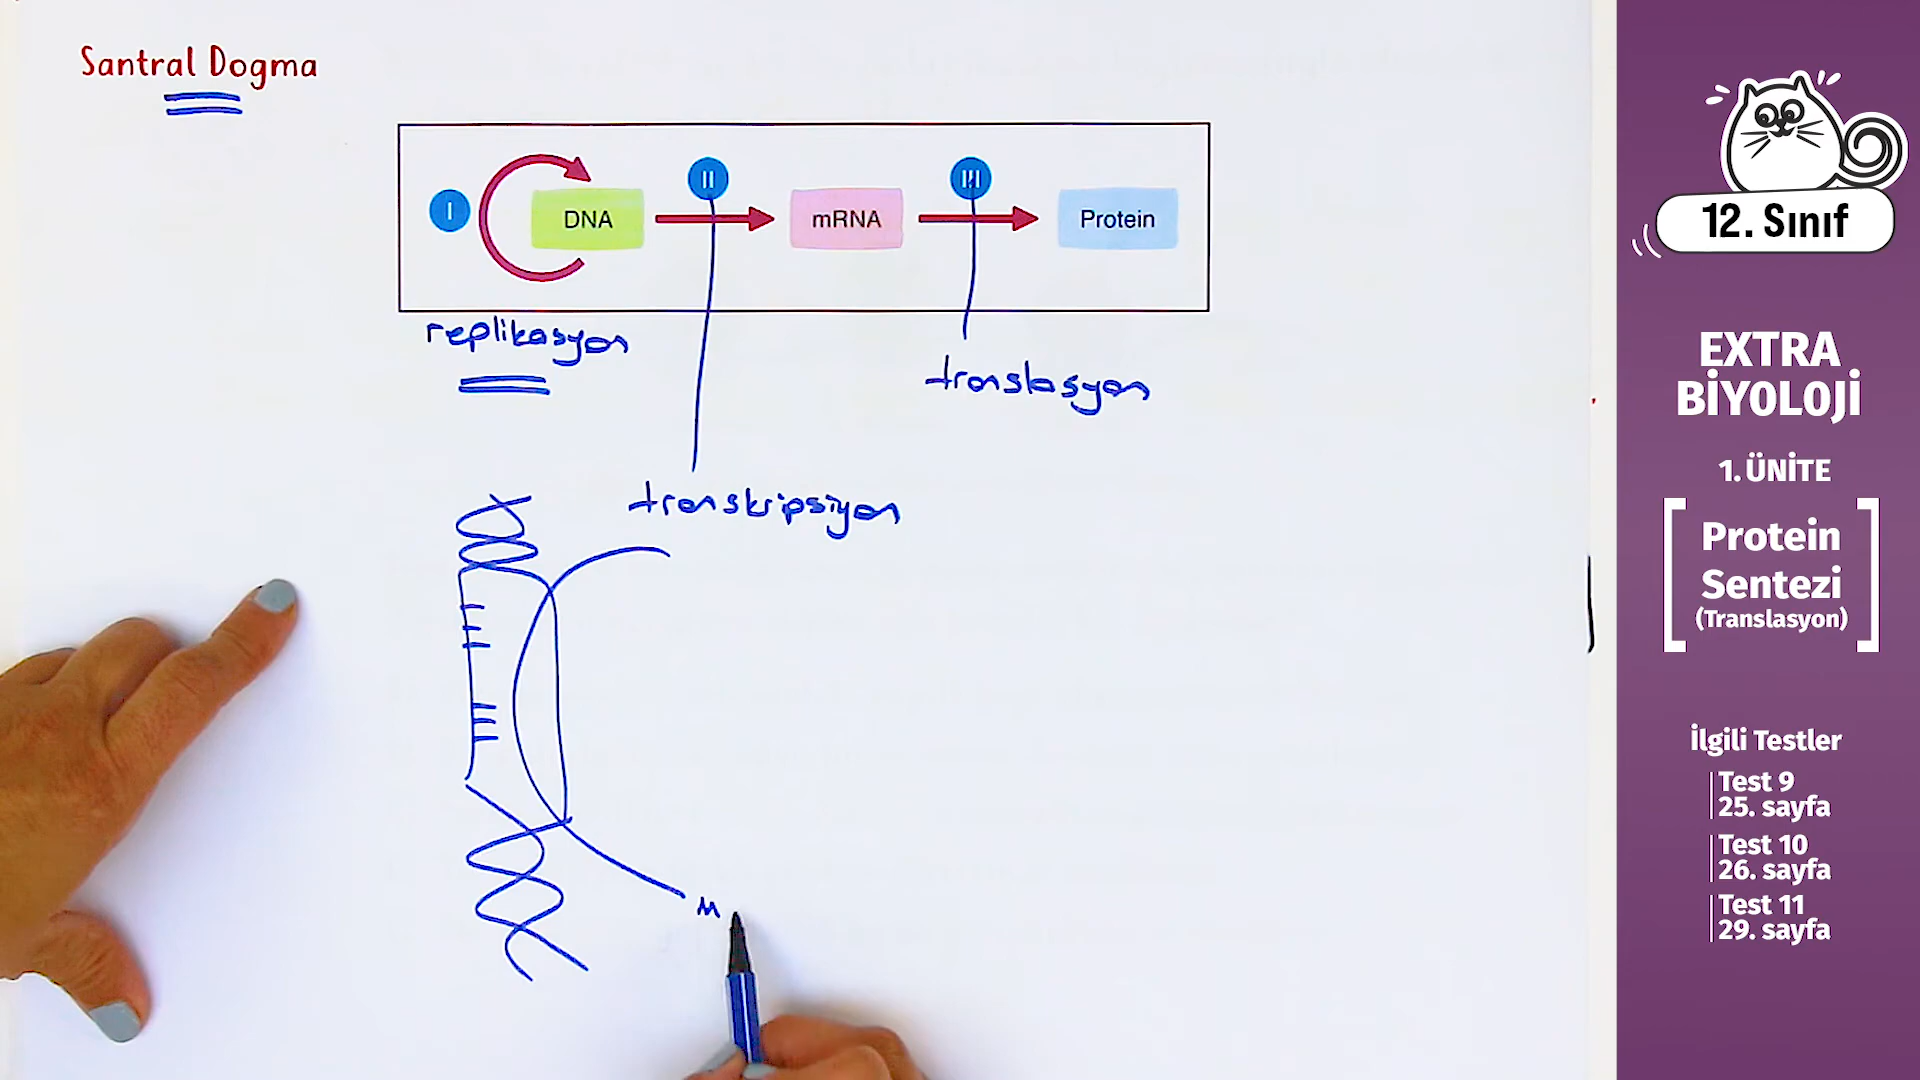 Santral Dogma
I
DNA
II
mRNA
III
Protein
replikasyon
translasyon
transkripsiyon
M
12. Sınıf
EXTRA
BİYOLOJİ
1. ÜNİTE
Protein
Sentezi
(Translasyon)
İlgili Testler
Test 9
25. sayfa
Test 10
26. sayfa
Test 11
29. sayfa